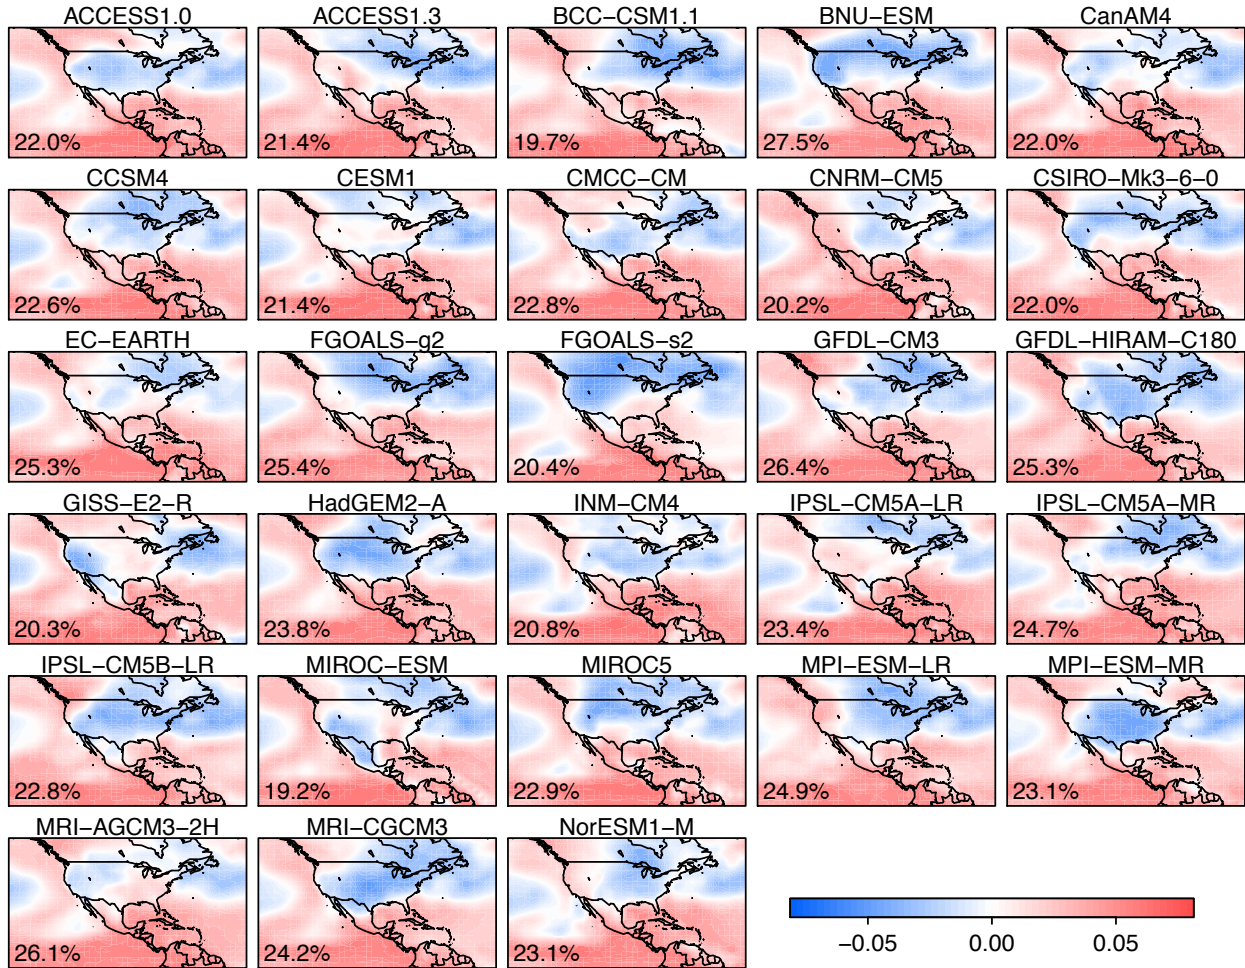 ACCESS1.0 ACCESS1.3 BCC−CSM1.1 BNU−ESM CanAM4
22.0% 21.4% 19.7% 27.5% 22.0%
CCSM4 CESM1 CMCC−CM CNRM−CM5 CSIRO−Mk3−6−0
22.6% 21.4% 22.8% 20.2% 22.0%
EC−EARTH FGOALS−g2 FGOALS−s2 GFDL−CM3 GFDL−HIRAM−C180
25.3% 25.4% 20.4% 26.4% 25.3%
GISS−E2−R HadGEM2−A INM−CM4 IPSL−CM5A−LR IPSL−CM5A−MR
20.3% 23.8% 20.8% 23.4% 24.7%
IPSL−CM5B−LR MIROC−ESM MIROC5 MPI−ESM−LR MPI−ESM−MR
22.8% 19.2% 22.9% 24.9% 23.1%
MRI−AGCM3−2H MRI−CGCM3 NorESM1−M
26.1% 24.2% 23.1%
−0.05 0.00 0.05